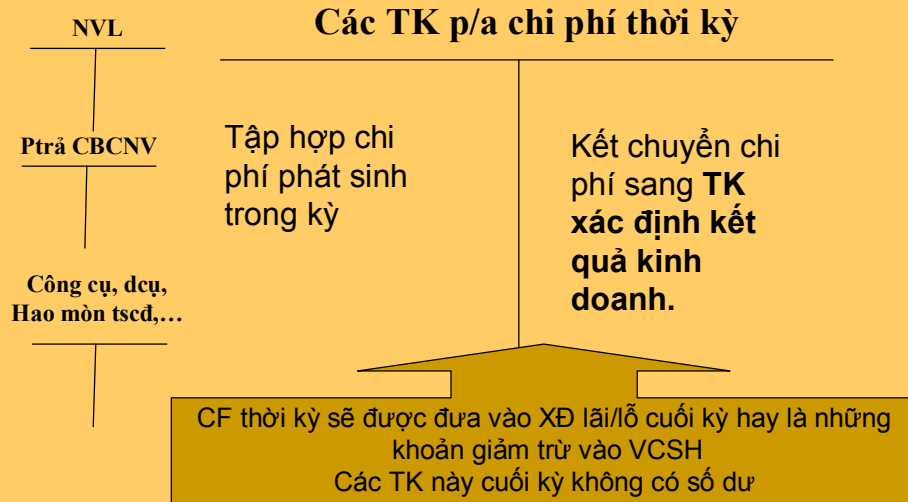 Các TK p/a chi phí thời kỳ
NVL
Ptrả CBCNV
Công cụ, dcụ,
Hao mòn tscđ,…
Tập hợp chi
phí phát sinh
trong kỳ
Kết chuyển chi
phí sang TK
xác định kết
quả kinh
doanh.
CF thời kỳ sẽ được đưa vào XĐ lãi/lỗ cuối kỳ hay là những
khoản giảm trừ vào VCSH
Các TK này cuối kỳ không có số dư